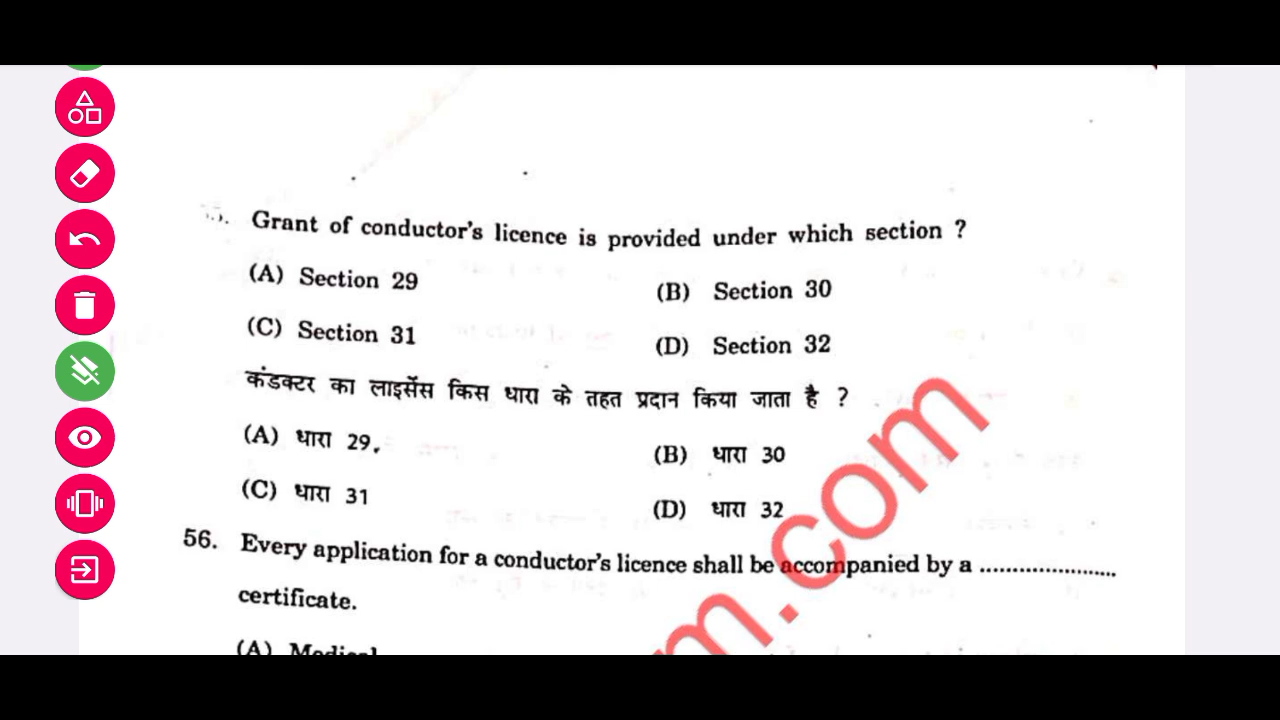 Grant of conductor's licence is provided under which section ?
(A) Section 29
(B) Section 30
(C) Section 31
(D) Section 32
कंडक्टर का लाइसेंस किस धारा के तहत प्रदान किया जाता है ?
(A) धारा 29.
(B) धारा 30
(C) धारा 31
(D) धारा 32
56. Every application for a conductor's licence shall be accompanied by a .....................
certificate.
(A) Medical
m.com